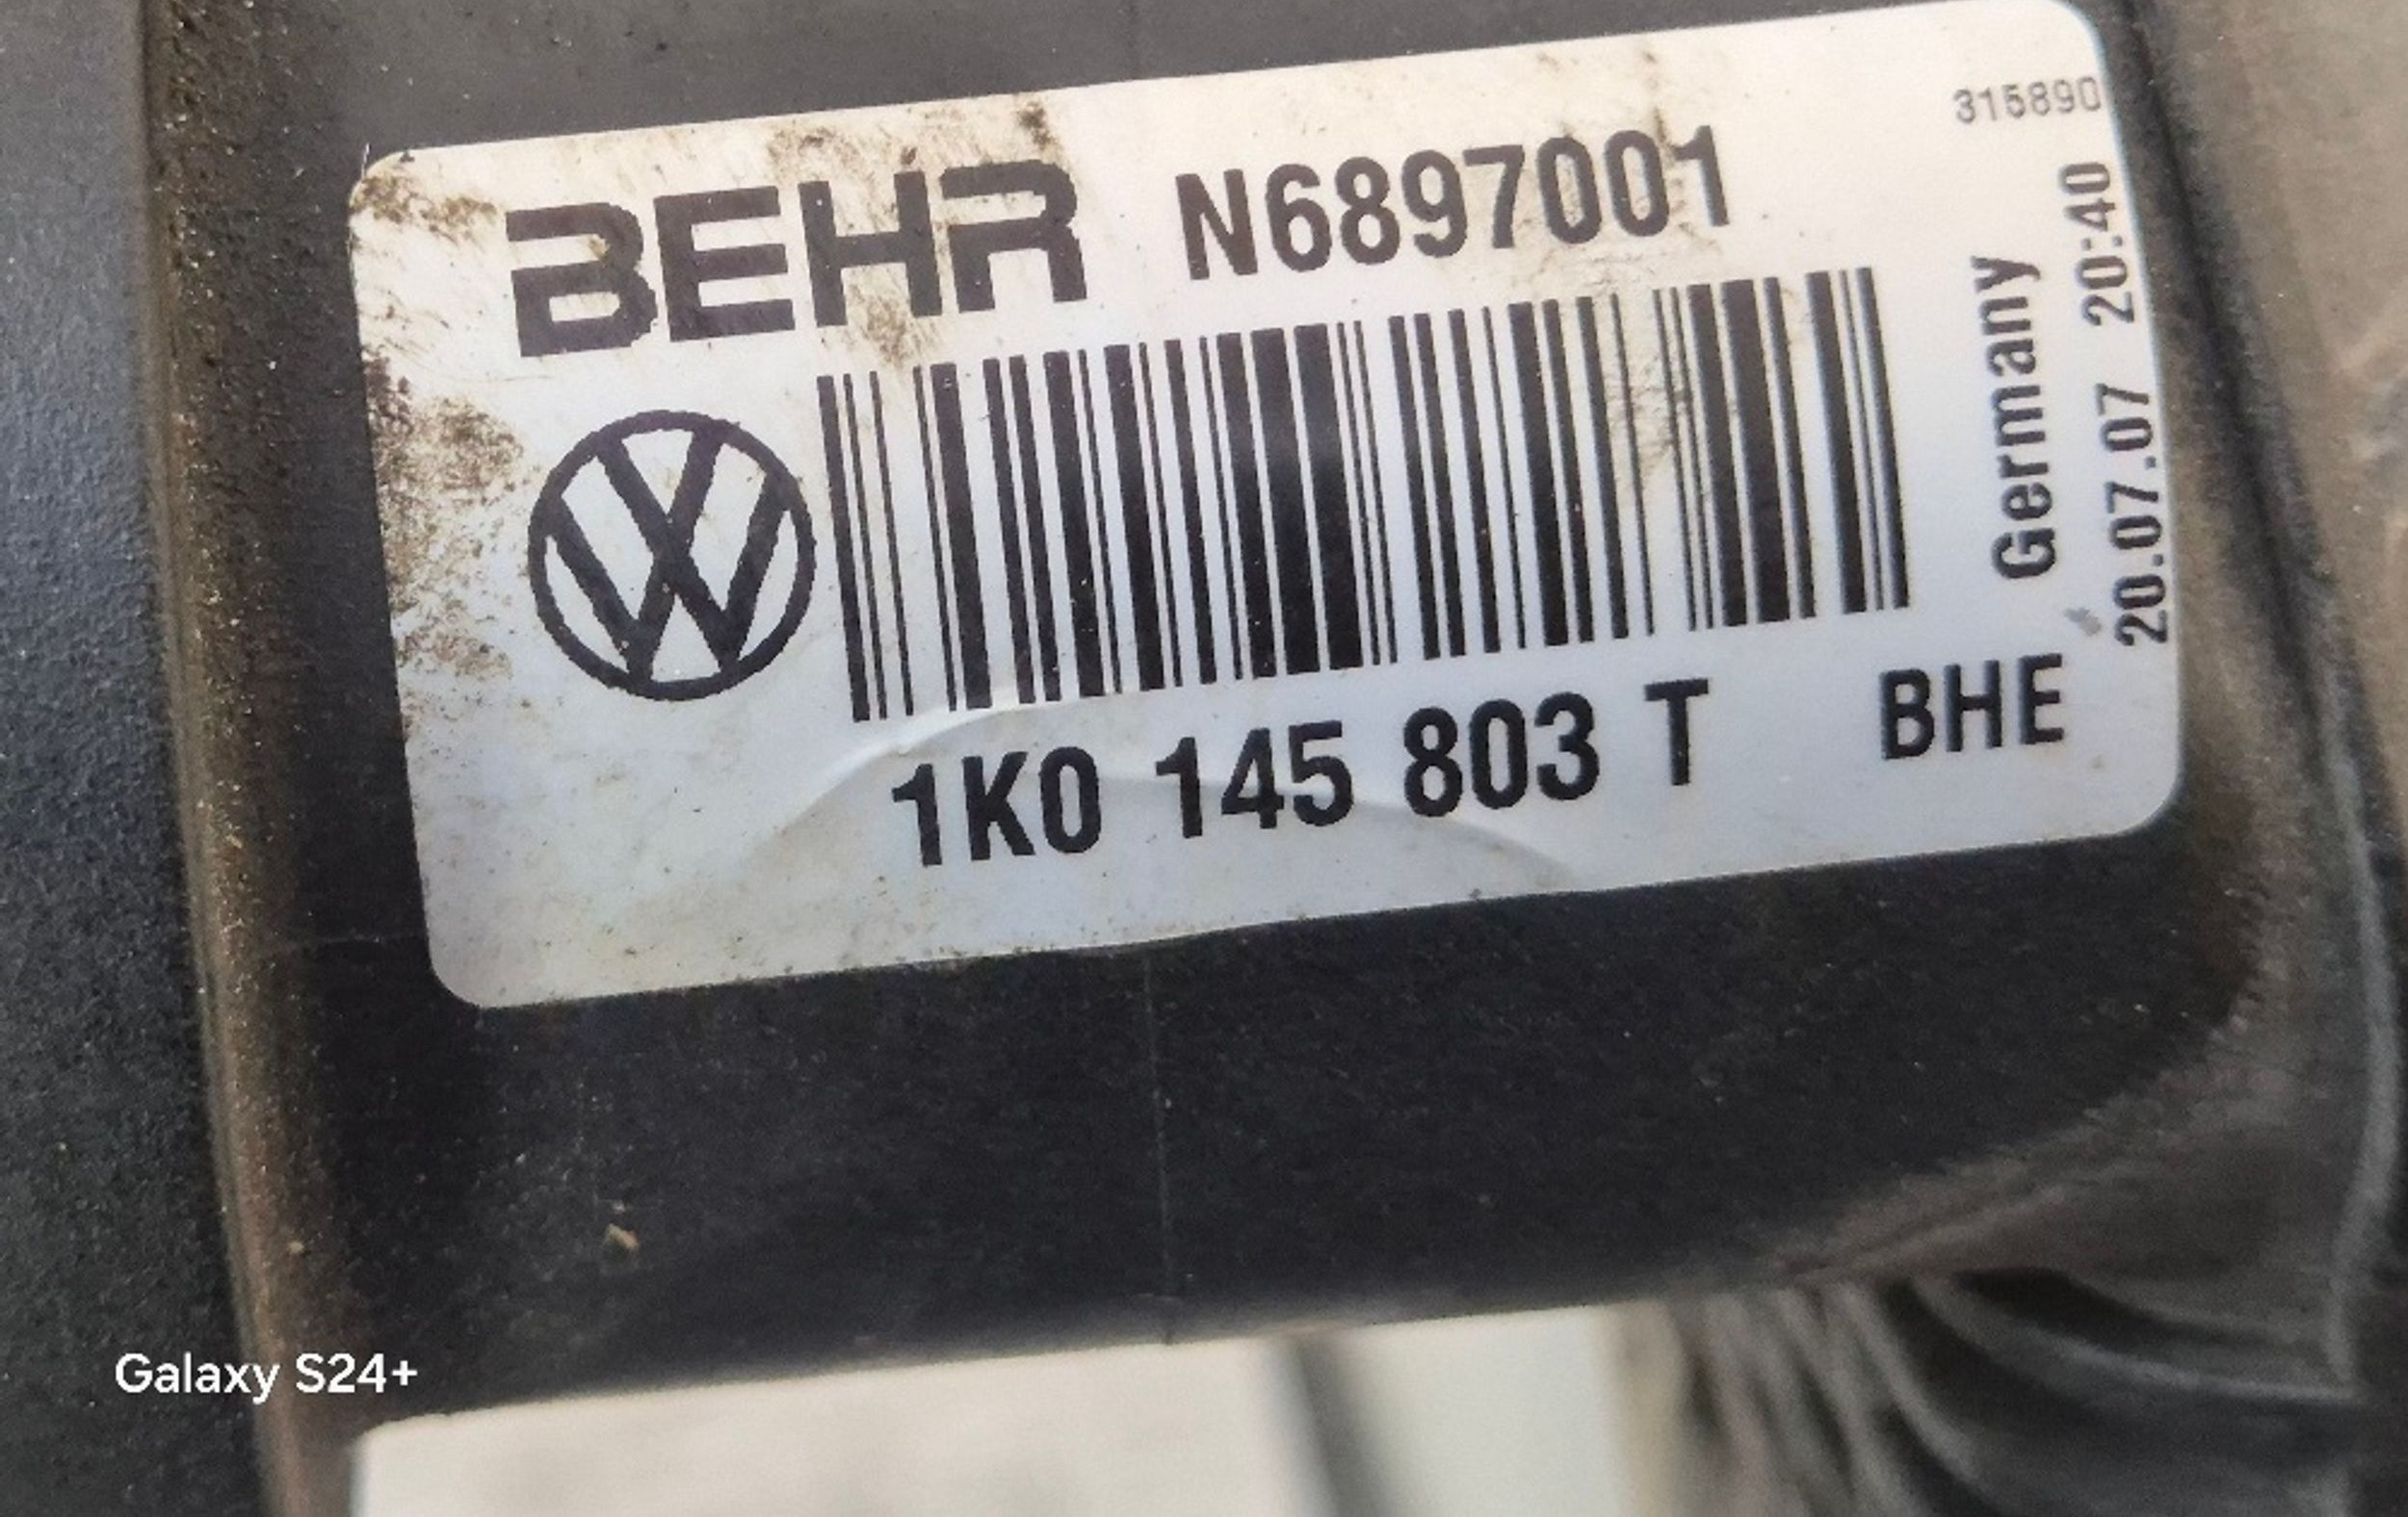 315890
BEHR N6897001
Germany
20.07.07 20:40
1K0 145 803 T BHE
Galaxy S24+